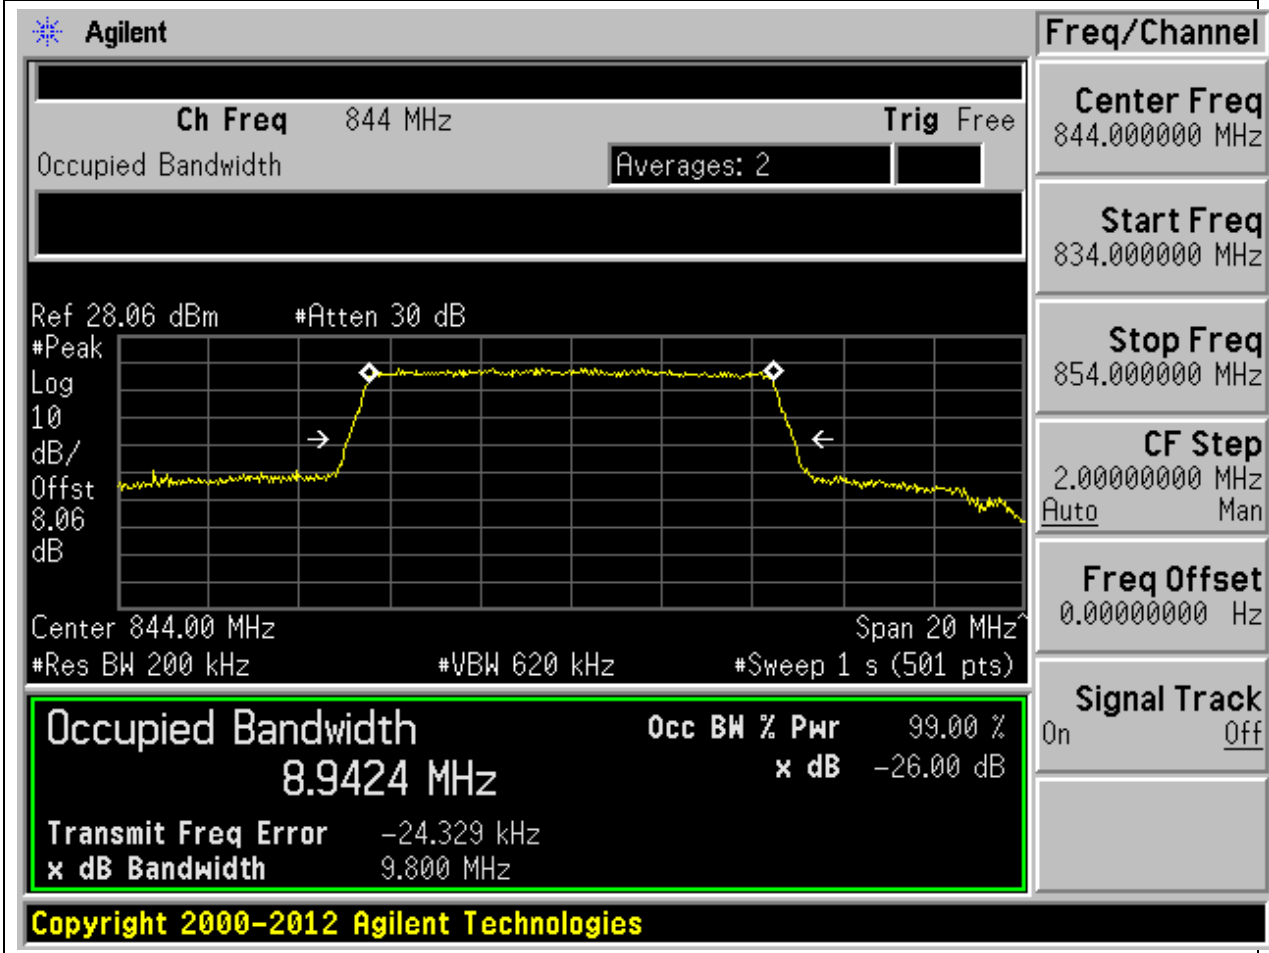 Agilent
Freq/Channel
Ch Freq 844 MHz Trig Free
Occupied Bandwidth Averages: 2
Center Freq
844.000000 MHz
Start Freq
834.000000 MHz
Stop Freq
854.000000 MHz
CF Step
2.00000000 MHz
Auto Man
Freq Offset
0.00000000 Hz
Signal Track
On Off
Ref 28.06 dBm #Atten 30 dB
#Peak
Log
10
dB/
Offst
8.06
dB
Center 844.00 MHz Span 20 MHz^
#Res BW 200 kHz #VBW 620 kHz #Sweep 1 s (501 pts)
Occupied Bandwidth Occ BW % Pwr 99.00 %
8.9424 MHz x dB -26.00 dB
Transmit Freq Error -24.329 kHz
x dB Bandwidth 9.800 MHz
Copyright 2000-2012 Agilent Technologies